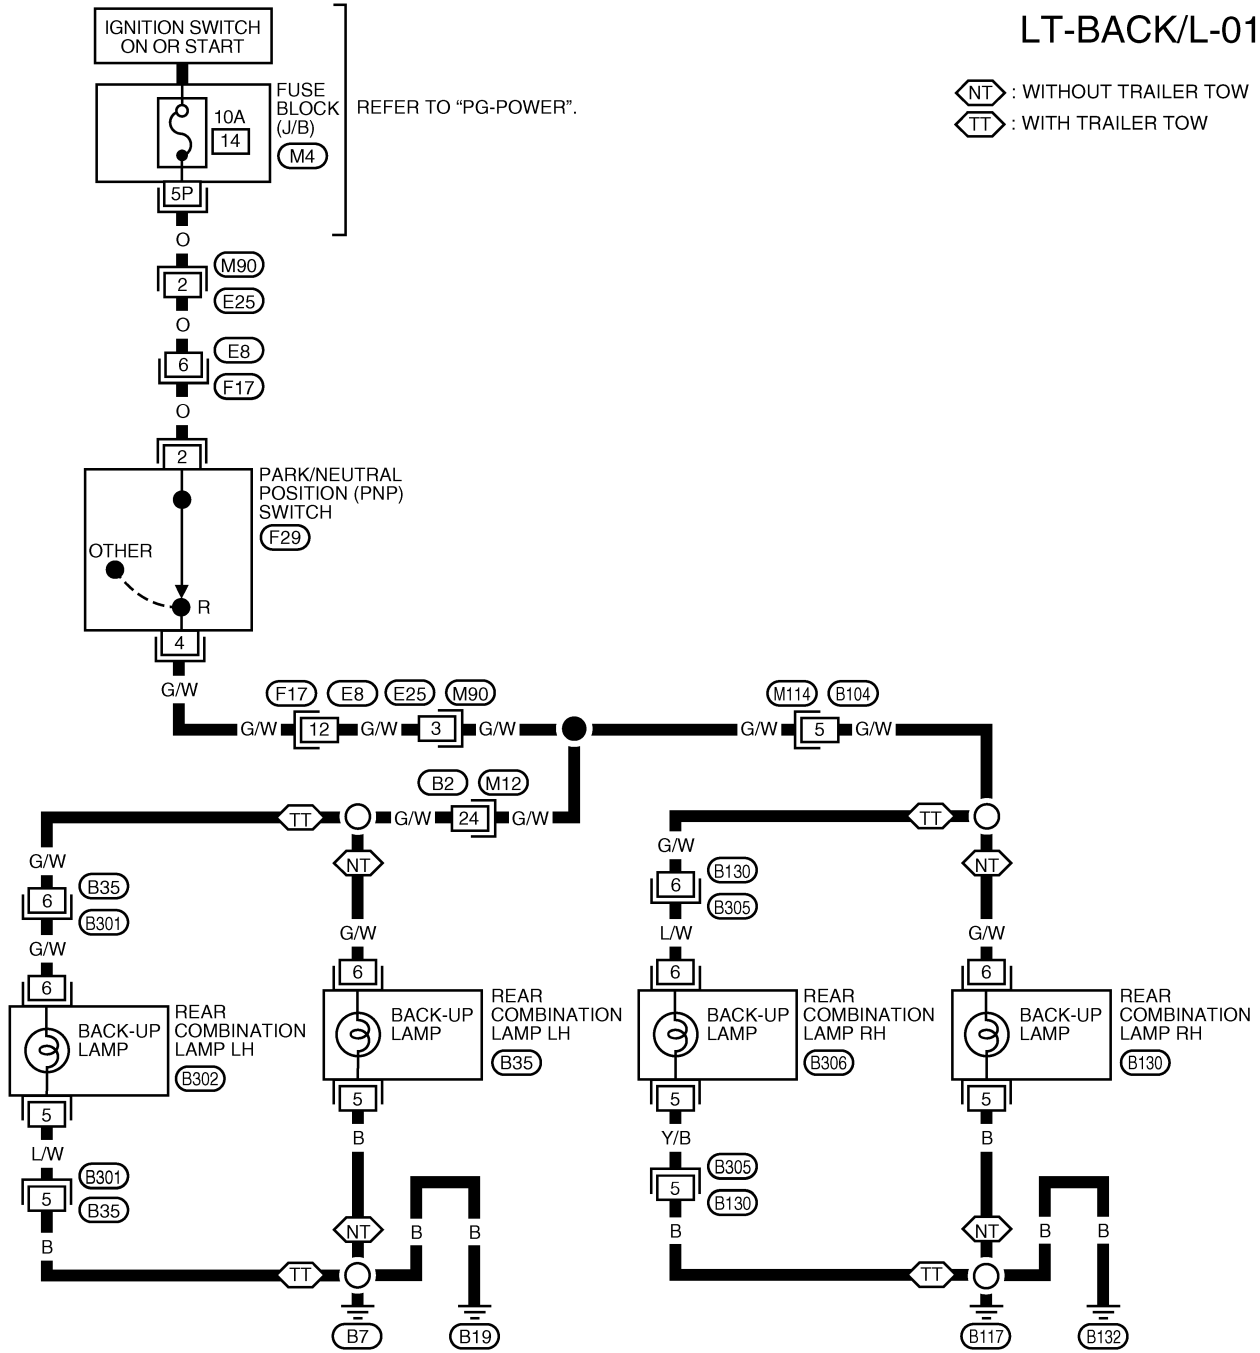 LT-BACK/L-01
IGNITION SWITCH
ON OR START
FUSE
BLOCK
(J/B)
M4
10A
14
REFER TO “PG-POWER”.
NT : WITHOUT TRAILER TOW
TT : WITH TRAILER TOW
5P
O
M90
2
E25
O
E8
6
F17
O
2
PARK/NEUTRAL
POSITION (PNP)
SWITCH
F29
OTHER
R
4
G/W
F17 E8 E25 M90
G/W 12 G/W 3 G/W
M114 B104
G/W 5 G/W
B2 M12
TT G/W 24 G/W
NT
G/W
B35
6
B301
G/W
6
BACK-UP
LAMP
REAR
COMBINATION
LAMP LH
B302
5
L/W
B301
5
B35
B
TT
G/W
6
BACK-UP
LAMP
REAR
COMBINATION
LAMP LH
B35
5
B
NT
B B
B7 B19
TT
NT
G/W
B130
6
B305
L/W
6
BACK-UP
LAMP
REAR
COMBINATION
LAMP RH
B306
5
Y/B
B305
5
B130
B
TT
G/W
6
BACK-UP
LAMP
REAR
COMBINATION
LAMP RH
B130
5
B
NT
B B
B117 B132